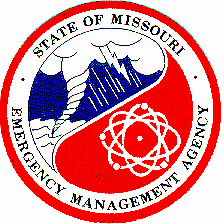 STATE OF MISSOURI
EMERGENCY MANAGEMENT AGENCY